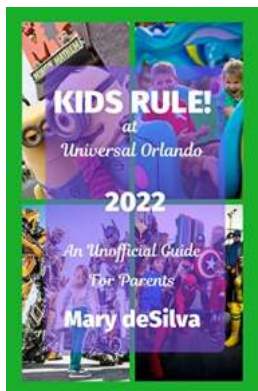 KIDS RULE!
at
Universal Orlando
2022
An Unofficial Guide
For Parents
Mary deSilva